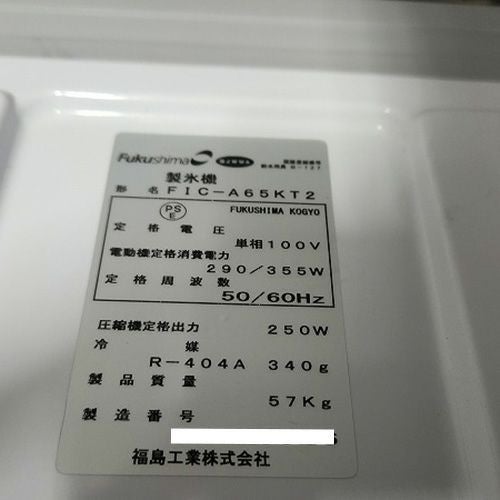 Fukushima
製氷機
形 名 FIC-A65KT2
PS
E
FUKUSHIMA KOGYO
定格電圧
単相100V
電動機定格消費電力
290/355W
定格周波数
50/60Hz
圧縮機定格出力 250W
冷媒
R-404A 340g
製品質量
57Kg
製造番号
福島工業株式会社